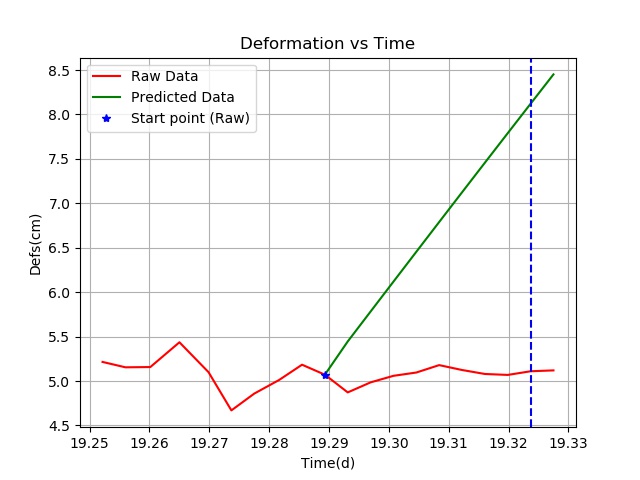 Deformation vs Time
Raw Data
Predicted Data
Start point (Raw)
Defs(cm)
8.5
8.0
7.5
7.0
6.5
6.0
5.5
5.0
4.5
19.25 19.26 19.27 19.28 19.29 19.30 19.31 19.32 19.33
Time(d)